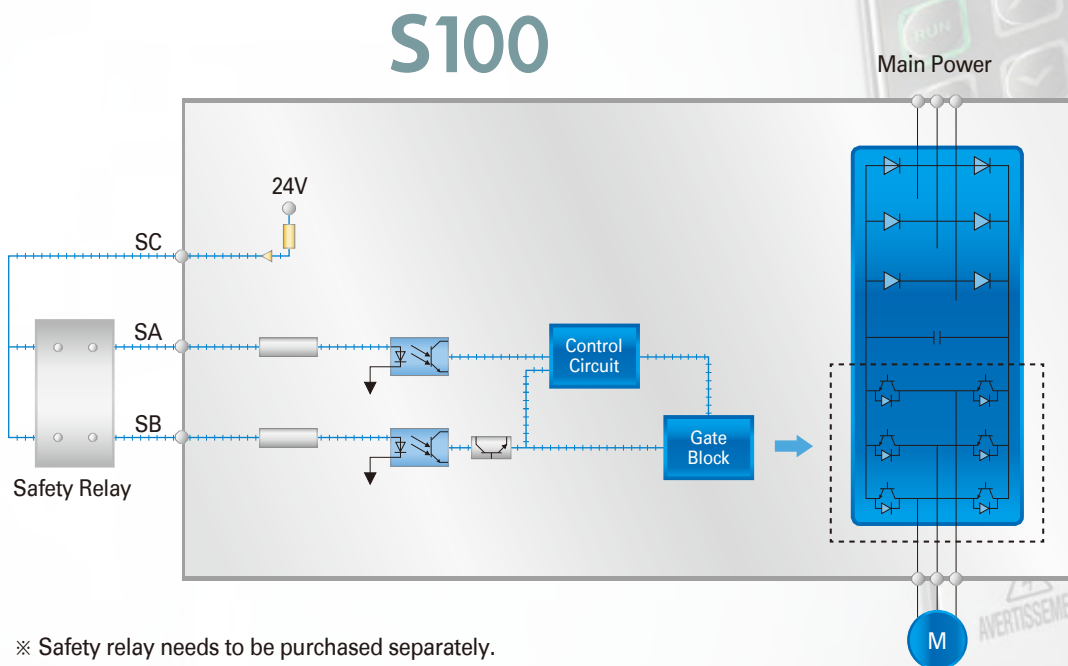 S100
RUN
Main Power
24V
SC
SA
SB
Control
Circuit
Gate
Block
Safety Relay
M
※ Safety relay needs to be purchased separately.